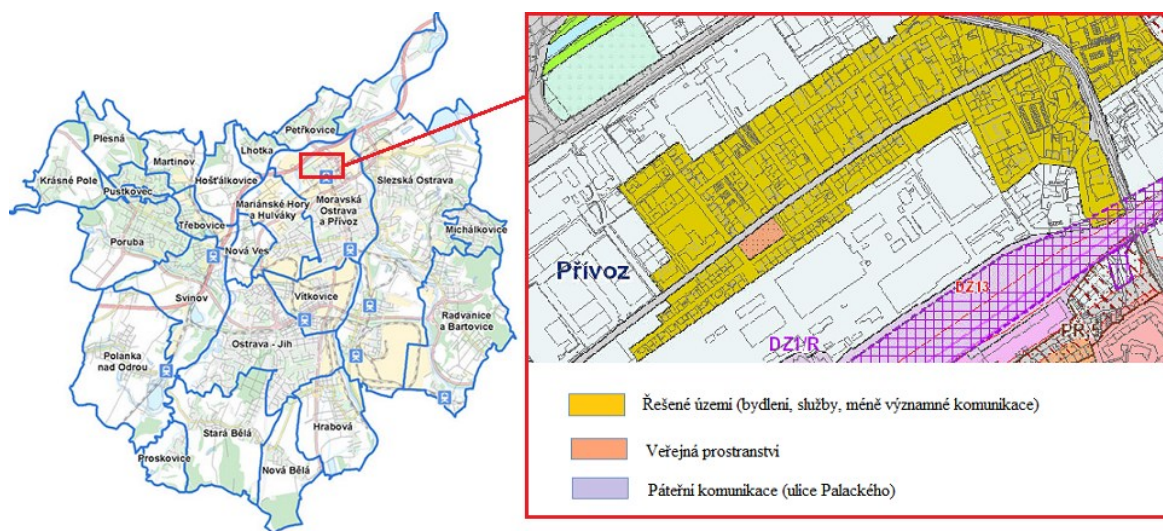 Petřkovice
Plesná
Lhotka
Martinov
Krásné Pole
Hošťálkovice
Pustkovec
Slezská Ostrava
Mariánské Hory
a Hulváky
Moravská
Ostrava
a Přívoz
Třebovice
Michálkovice
Poruba
Nová Ves
Svinov
Vítkovice
Radvanice
a Bartovice
Ostrava - Jih
Polanka
nad Odrou
Hrabová
Stará Bělá
Proskovice
Nová Bělá
Přívoz
DZ13
DZ1/R
PR 5
Řešené území (bydlení, služby, méně významné komunikace)
Veřejná prostranství
Páteřní komunikace (ulice Palackého)